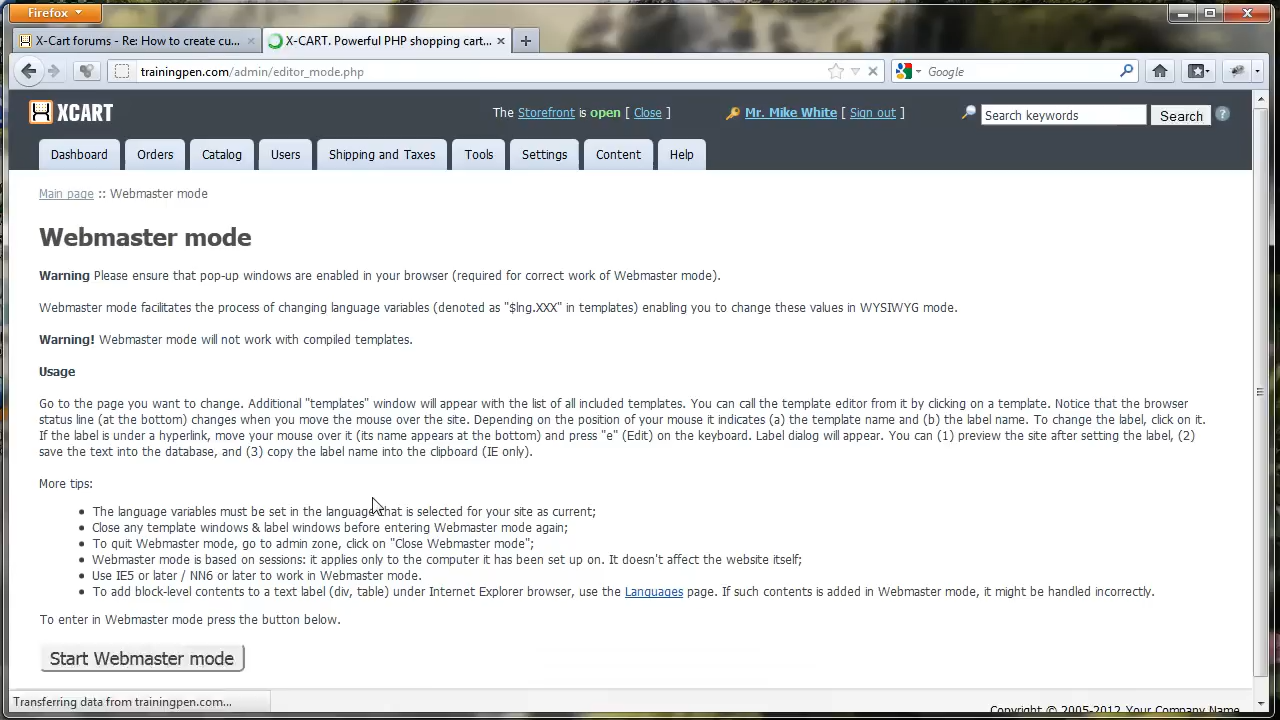 Firefox
X-Cart forums - Re: How to create cu...
X-CART. Powerful PHP shopping cart...
trainingpen.com/admin/editor_mode.php
Google
XCART
The Storefront is open [ Close ]
Mr. Mike White [ Sign out ]
Search keywords
Search
Dashboard
Orders
Catalog
Users
Shipping and Taxes
Tools
Settings
Content
Help
Main page :: Webmaster mode
Webmaster mode
Warning Please ensure that pop-up windows are enabled in your browser (required for correct work of Webmaster mode).
Webmaster mode facilitates the process of changing language variables (denoted as "$lng.XXX" in templates) enabling you to change these values in WYSIWYG mode.
Warning! Webmaster mode will not work with compiled templates.
Usage
Go to the page you want to change. Additional "templates" window will appear with the list of all included templates. You can call the template editor from it by clicking on a template. Notice that the browser
status line (at the bottom) changes when you move the mouse over the site. Depending on the position of your mouse it indicates (a) the template name and (b) the label name. To change the label, click on it.
If the label is under a hyperlink, move your mouse over it (its name appears at the bottom) and press "e" (Edit) on the keyboard. Label dialog will appear. You can (1) preview the site after setting the label, (2)
save the text into the database, and (3) copy the label name into the clipboard (IE only).
More tips:
The language variables must be set in the language that is selected for your site as current;
Close any template windows & label windows before entering Webmaster mode again;
To quit Webmaster mode, go to admin zone, click on "Close Webmaster mode";
Webmaster mode is based on sessions: it applies only to the computer it has been set up on. It doesn't affect the website itself;
Use IE5 or later / NN6 or later to work in Webmaster mode.
To add block-level contents to a text label (div, table) under Internet Explorer browser, use the Languages page. If such contents is added in Webmaster mode, it might be handled incorrectly.
To enter in Webmaster mode press the button below.
Start Webmaster mode
Transferring data from trainingpen.com...
Copyright © 2005-2012 Your Company Name